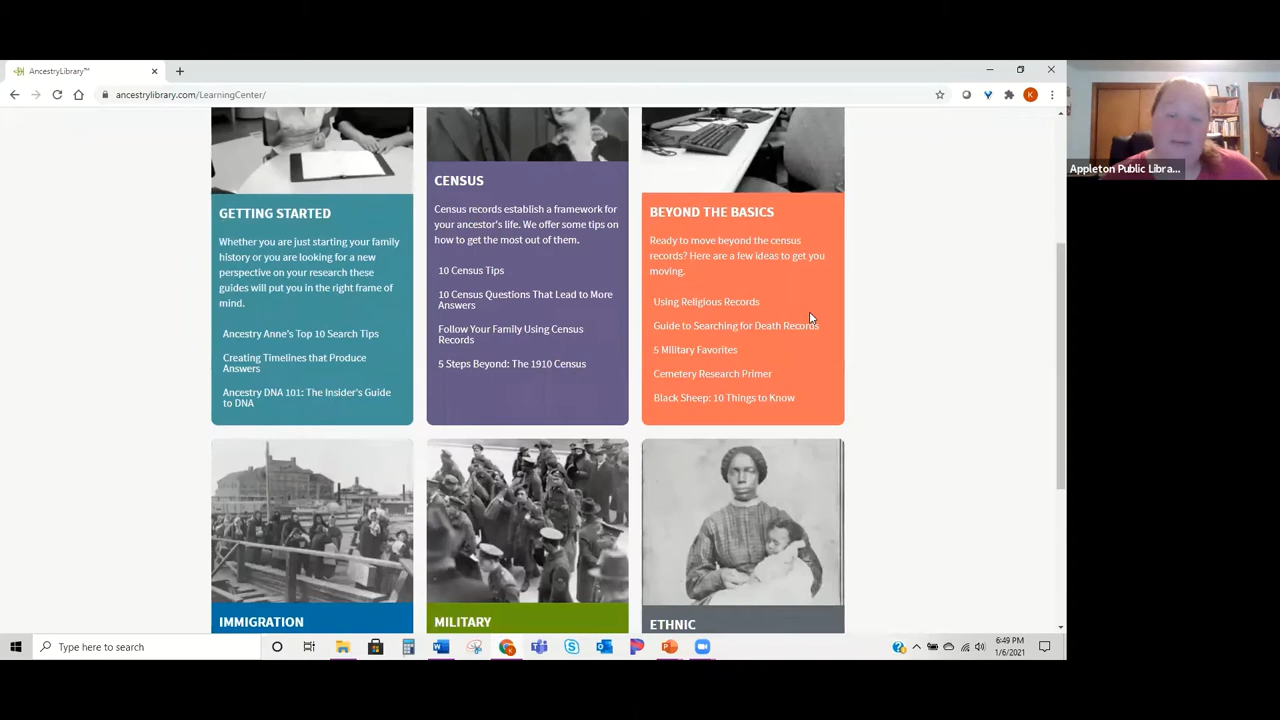 AncestryLibrary™
ancestrylibrary.com/LearningCenter/
K
Appleton Public Libra...
GETTING STARTED
Whether you are just starting your family
history or you are looking for a new
perspective on your research these
guides will put you in the right frame of
mind.
Ancestry Anne's Top 10 Search Tips
Creating Timelines that Produce
Answers
Ancestry DNA 101: The Insider's Guide
to DNA
CENSUS
Census records establish a framework for
your ancestor's life. We offer some tips on
how to get the most out of them.
10 Census Tips
10 Census Questions That Lead to More
Answers
Follow Your Family Using Census
Records
5 Steps Beyond: The 1910 Census
BEYOND THE BASICS
Ready to move beyond the census
records? Here are a few ideas to get you
moving.
Using Religious Records
Guide to Searching for Death Records
5 Military Favorites
Cemetery Research Primer
Black Sheep: 10 Things to Know
IMMIGRATION
MILITARY
ETHNIC
Type here to search
6:49 PM
1/6/2021